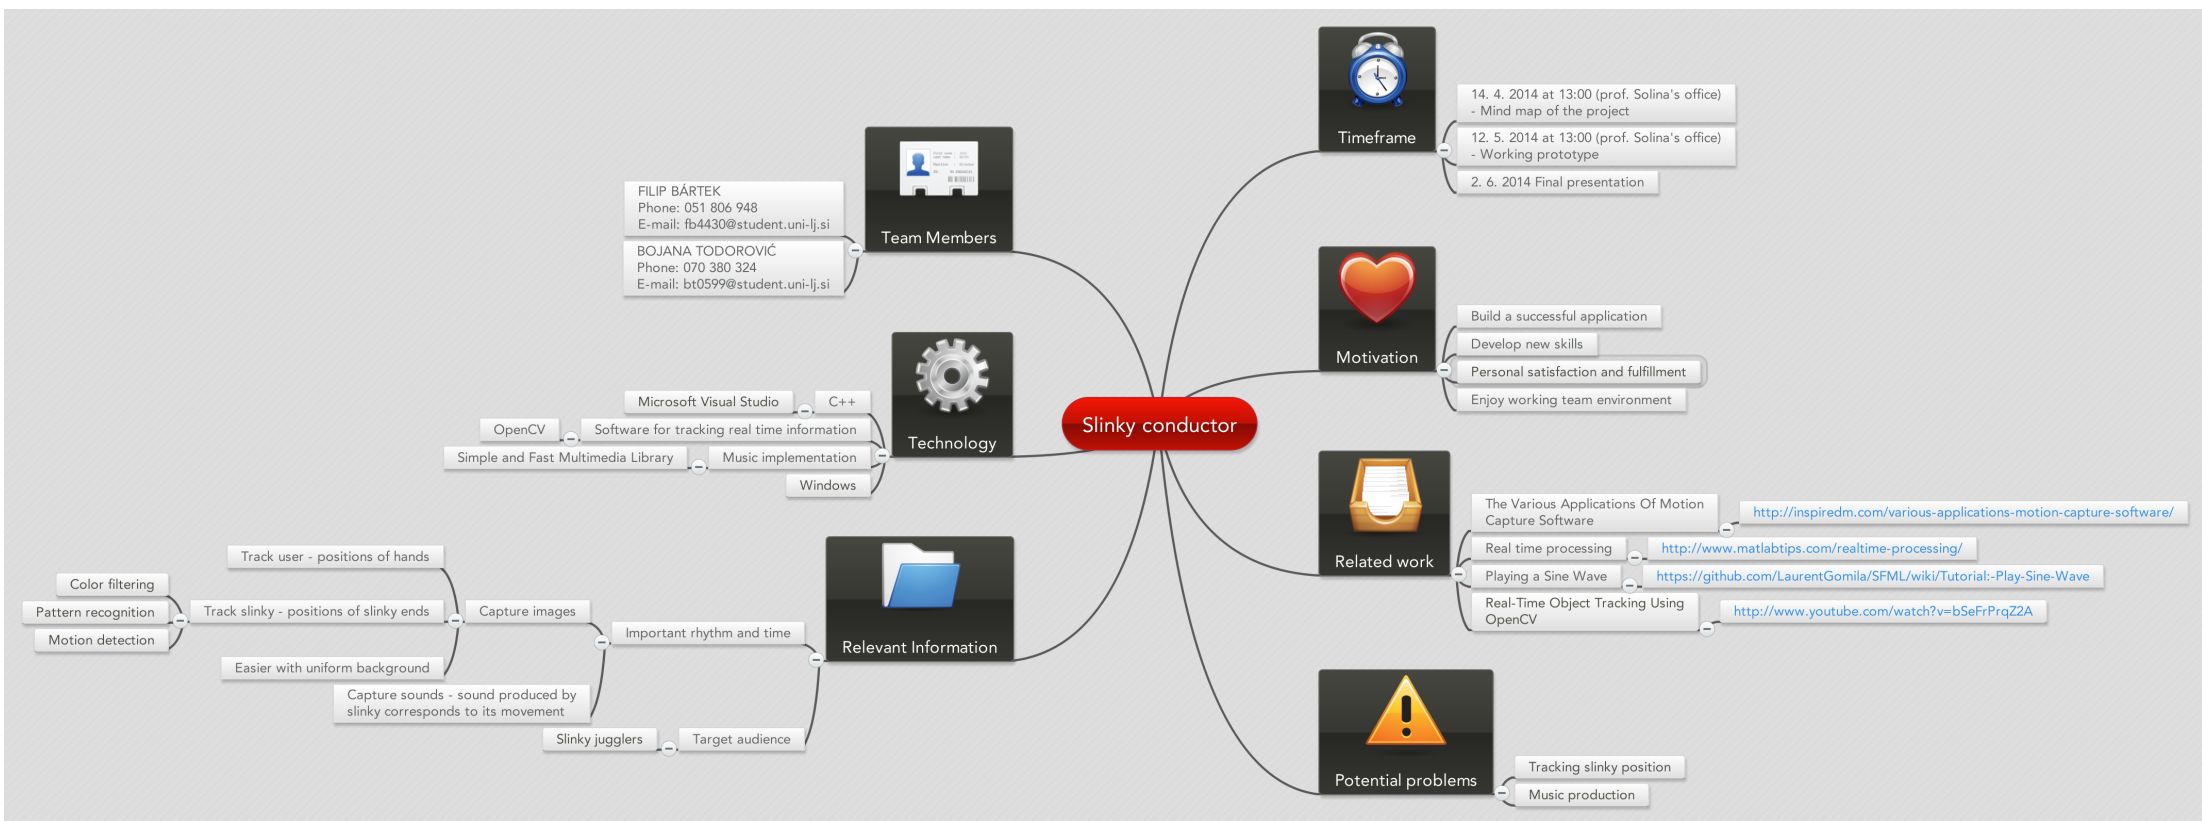 Slinky conductor
Team Members
FILIP BÁRTEK
Phone: 051 806 948
E-mail: fb4430@student.uni-lj.si
BOJANA TODOROVIĆ
Phone: 070 380 324
E-mail: bt0599@student.uni-lj.si
Technology
C++
Microsoft Visual Studio
Software for tracking real time information
OpenCV
Music implementation
Simple and Fast Multimedia Library
Windows
Relevant Information
Important rhythm and time
Capture images
Track user - positions of hands
Track slinky - positions of slinky ends
Color filtering
Pattern recognition
Motion detection
Easier with uniform background
Capture sounds - sound produced by
slinky corresponds to its movement
Target audience
Slinky jugglers
Timeframe
14. 4. 2014 at 13:00 (prof. Solina's office)
- Mind map of the project
12. 5. 2014 at 13:00 (prof. Solina's office)
- Working prototype
2. 6. 2014 Final presentation
Motivation
Build a successful application
Develop new skills
Personal satisfaction and fulfillment
Enjoy working team environment
Related work
The Various Applications Of Motion
Capture Software
http://inspiredm.com/various-applications-motion-capture-software/
Real time processing
http://www.matlabtips.com/realtime-processing/
Playing a Sine Wave
https://github.com/LaurentGomila/SFML/wiki/Tutorial:-Play-Sine-Wave
Real-Time Object Tracking Using
OpenCV
http://www.youtube.com/watch?v=bSeFrPrqZ2A
Potential problems
Tracking slinky position
Music production